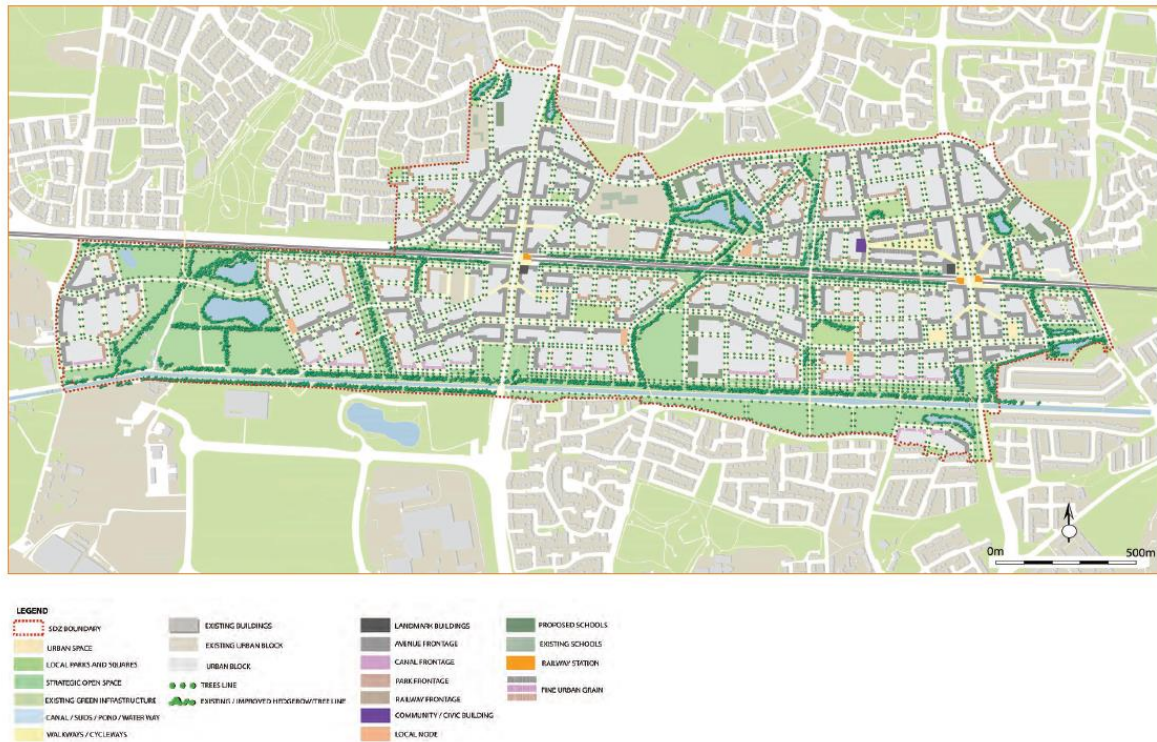 0m 500m
LEGEND
SDZ BOUNDARY
URBAN SPACE
LOCAL PARKS AND SQUARES
STRATEGIC OPEN SPACE
EXISTING GREEN INFRASTRUCTURE
CANAL / SUDS / POND / WATER WAY
WALKWAYS / CYCLEWAYS
EXISTING BUILDINGS
EXISTING URBAN BLOCK
URBAN BLOCK
TREES LINE
EXISTING / IMPROVED HEDGEROW/TREE LINE
LANDMARK BUILDINGS
AVENUE FRONTAGE
CANAL FRONTAGE
PARK FRONTAGE
RAILWAY FRONTAGE
COMMUNITY / CIVIC BUILDING
LOCAL NODE
PROPOSED SCHOOLS
EXISTING SCHOOLS
RAILWAY STATION
FINE URBAN GRAIN